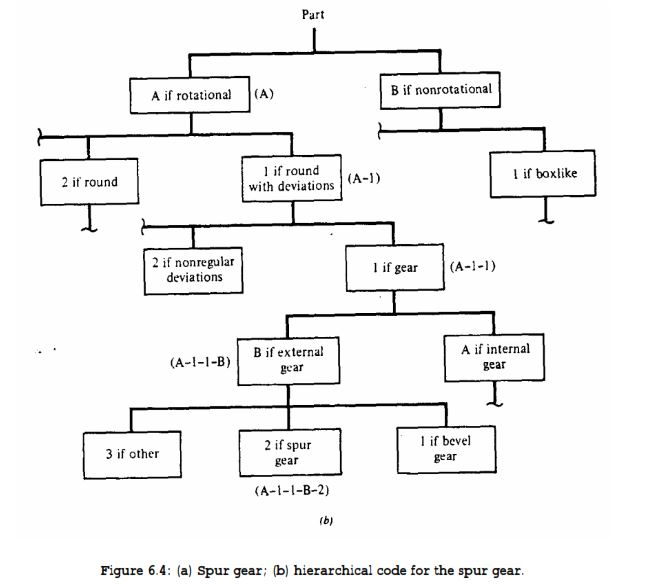 Part
A if rotational
(A)
B if nonrotational
2 if round
1 if round
with deviations
(A-1)
1 if boxlike
2 if nonregular
deviations
1 if gear
(A-1-1)
(A-1-1-B)
B if external
gear
A if internal
gear
3 if other
2 if spur
gear
1 if bevel
gear
(A-1-1-B-2)
(b)
Figure 6.4: (a) Spur gear; (b) hierarchical code for the spur gear.